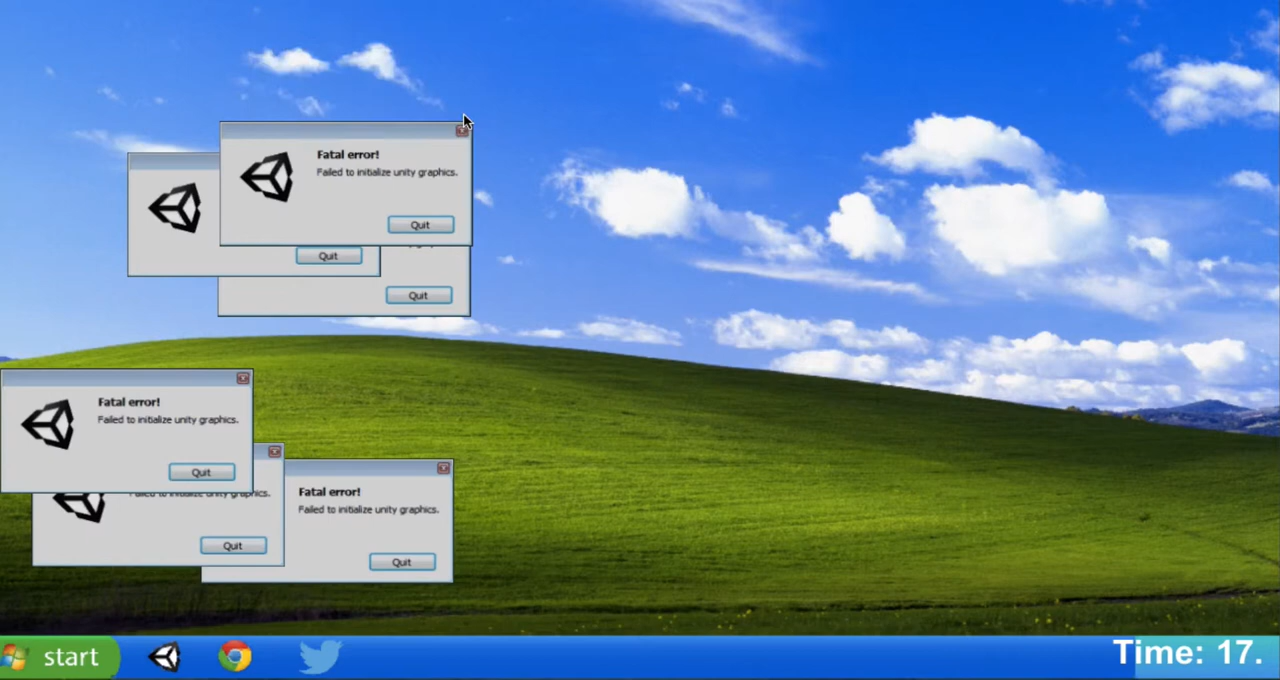 Fatal error!
Failed to initialize unity graphics.
Quit
Quit
Quit
Fatal error!
Failed to initialize unity graphics.
Quit
Failed to initialize unity graphics.
Quit
Fatal error!
Failed to initialize unity graphics.
Quit
start
Time: 17.